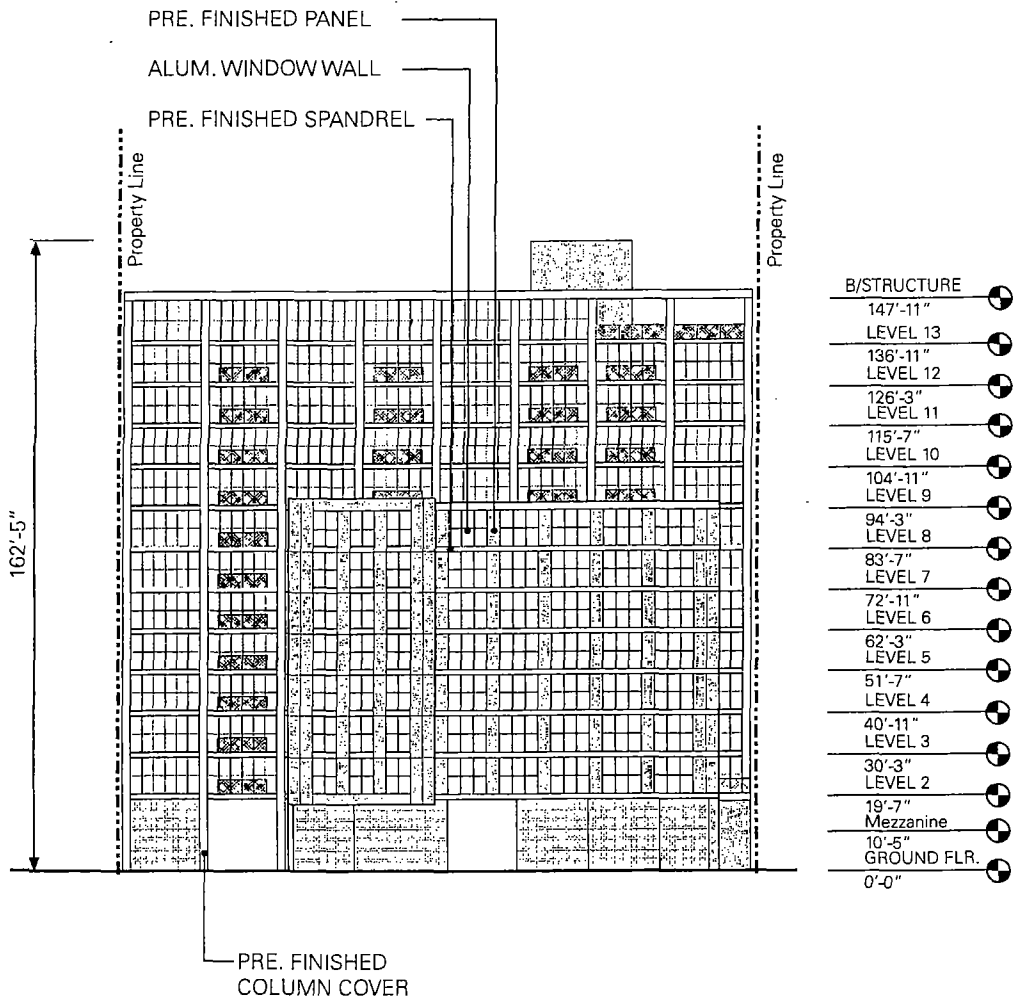 PRE. FINISHED PANEL
ALUM. WINDOW WALL
PRE. FINISHED SPANDREL
Property Line
Property Line
162'-5"
B/STRUCTURE
147'-11"
LEVEL 13
136'-11"
LEVEL 12
126'-3"
LEVEL 11
115'-7"
LEVEL 10
104'-11"
LEVEL 9
94'-3"
LEVEL 8
83'-7"
LEVEL 7
72'-11"
LEVEL 6
62'-3"
LEVEL 5
51'-7"
LEVEL 4
40'-11"
LEVEL 3
30'-3"
LEVEL 2
19'-7"
Mezzanine
10'-5"
GROUND FLR.
0'-0"
PRE. FINISHED
COLUMN COVER